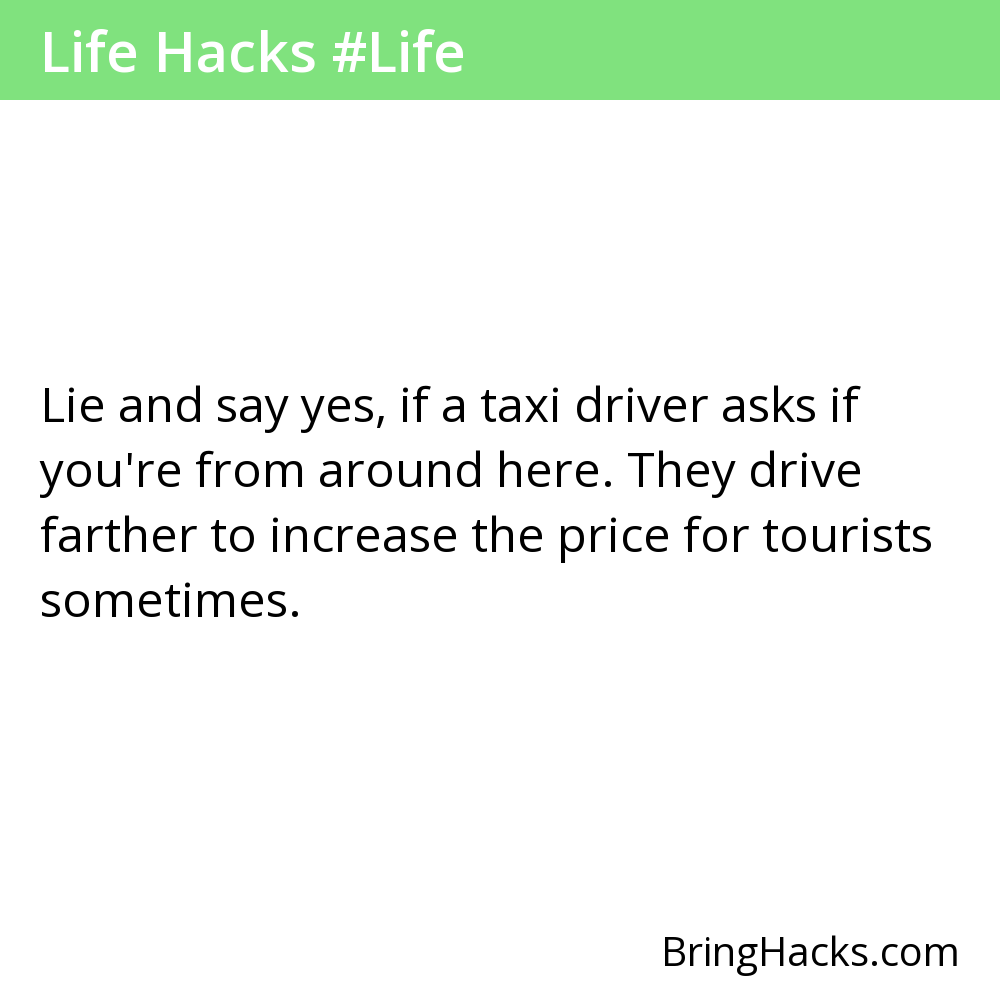 Life Hacks #Life
Lie and say yes, if a taxi driver asks if
you're from around here. They drive
farther to increase the price for tourists
sometimes.
BringHacks.com